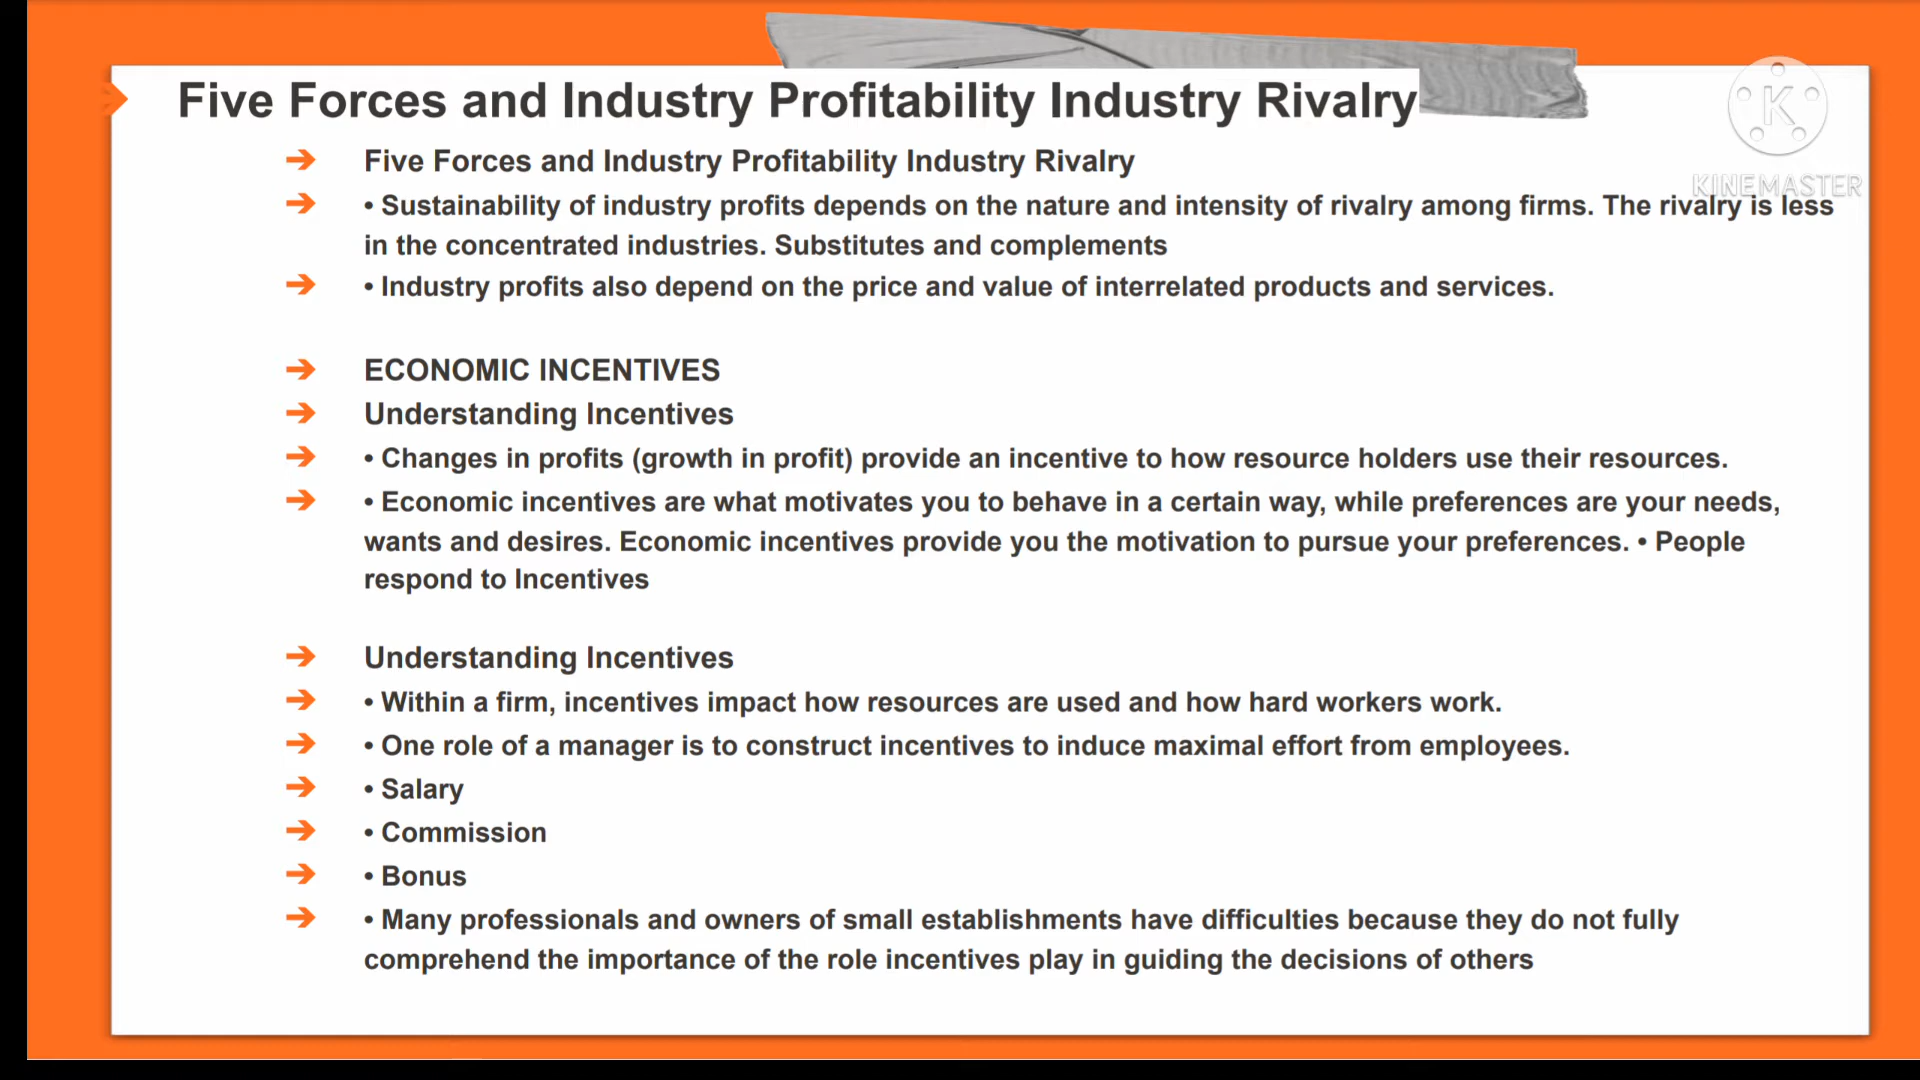 Five Forces and Industry Profitability Industry Rivalry
K
KINEMASTER
➔ Five Forces and Industry Profitability Industry Rivalry
➔ • Sustainability of industry profits depends on the nature and intensity of rivalry among firms. The rivalry is less
in the concentrated industries. Substitutes and complements
➔ • Industry profits also depend on the price and value of interrelated products and services.
➔ ECONOMIC INCENTIVES
➔ Understanding Incentives
➔ • Changes in profits (growth in profit) provide an incentive to how resource holders use their resources.
➔ • Economic incentives are what motivates you to behave in a certain way, while preferences are your needs,
wants and desires. Economic incentives provide you the motivation to pursue your preferences. • People
respond to Incentives
➔ Understanding Incentives
➔ • Within a firm, incentives impact how resources are used and how hard workers work.
➔ • One role of a manager is to construct incentives to induce maximal effort from employees.
➔ • Salary
➔ • Commission
➔ • Bonus
➔ • Many professionals and owners of small establishments have difficulties because they do not fully
comprehend the importance of the role incentives play in guiding the decisions of others